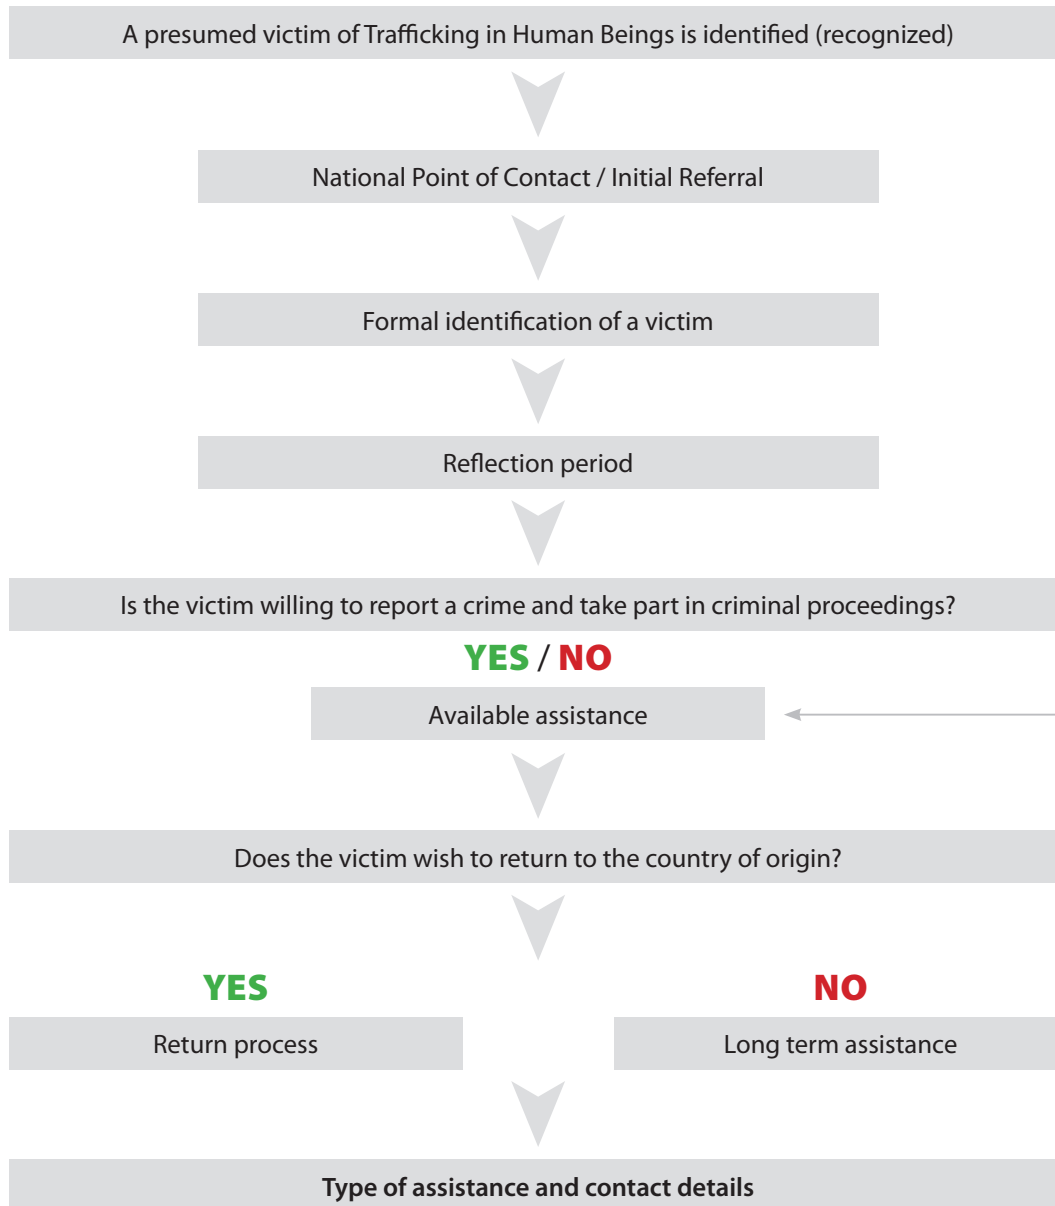 A presumed victim of Trafficking in Human Beings is identified (recognized)
National Point of Contact / Initial Referral
Formal identification of a victim
Reflection period
Is the victim willing to report a crime and take part in criminal proceedings?
YES / NO
Available assistance
Does the victim wish to return to the country of origin?
YES NO
Return process Long term assistance
Type of assistance and contact details